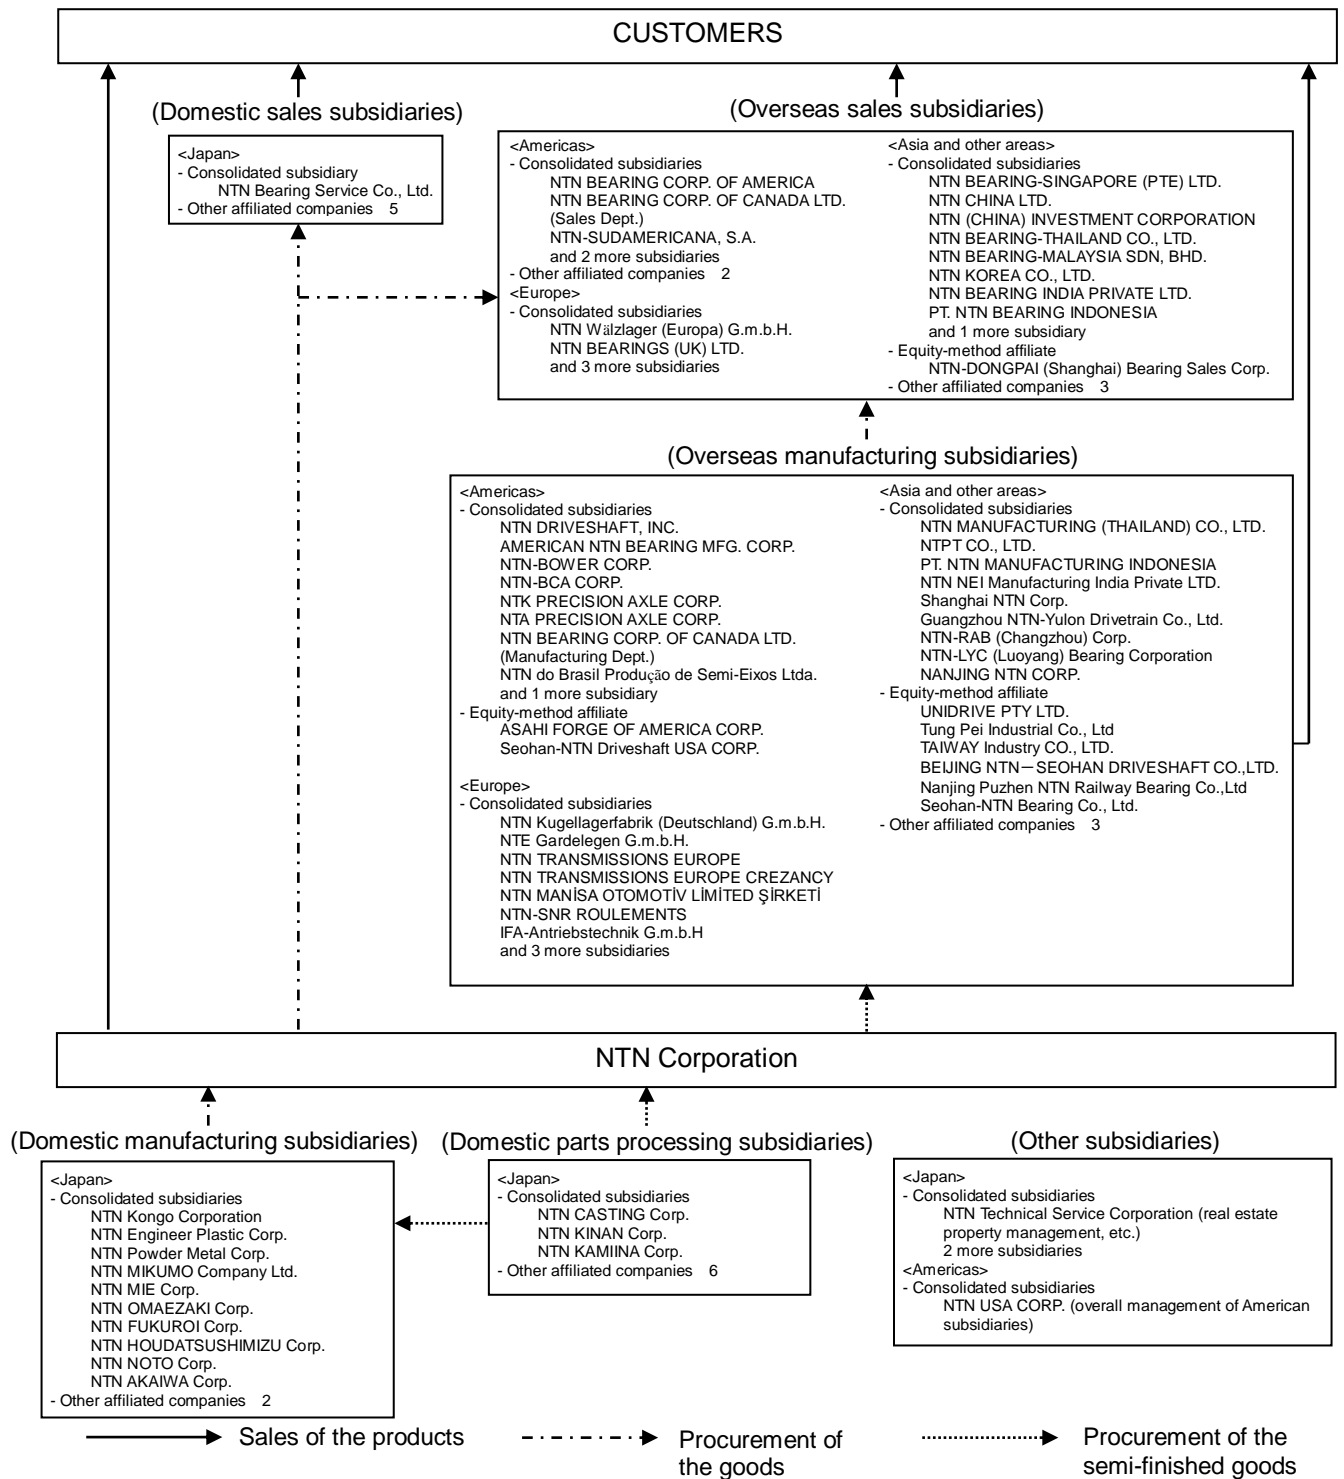 CUSTOMERS
(Domestic sales subsidiaries)
<Japan>
- Consolidated subsidiary
NTN Bearing Service Co., Ltd.
- Other affiliated companies 5
(Overseas sales subsidiaries)
<Americas>
- Consolidated subsidiaries
NTN BEARING CORP. OF AMERICA
NTN BEARING CORP. OF CANADA LTD.
(Sales Dept.)
NTN-SUDAMERICANA, S.A.
and 2 more subsidiaries
- Other affiliated companies 2
<Europe>
- Consolidated subsidiaries
NTN Wälzlager (Europa) G.m.b.H.
NTN BEARINGS (UK) LTD.
and 3 more subsidiaries
<Asia and other areas>
- Consolidated subsidiaries
NTN BEARING-SINGAPORE (PTE) LTD.
NTN CHINA LTD.
NTN (CHINA) INVESTMENT CORPORATION
NTN BEARING-THAILAND CO., LTD.
NTN BEARING-MALAYSIA SDN, BHD.
NTN KOREA CO., LTD.
NTN BEARING INDIA PRIVATE LTD.
PT. NTN BEARING INDONESIA
and 1 more subsidiary
- Equity-method affiliate
NTN-DONGPAI (Shanghai) Bearing Sales Corp.
- Other affiliated companies 3
(Overseas manufacturing subsidiaries)
<Americas>
- Consolidated subsidiaries
NTN DRIVESHAFT, INC.
AMERICAN NTN BEARING MFG. CORP.
NTN-BOWER CORP.
NTN-BCA CORP.
NTK PRECISION AXLE CORP.
NTA PRECISION AXLE CORP.
NTN BEARING CORP. OF CANADA LTD.
(Manufacturing Dept.)
NTN do Brasil Produção de Semi-Eixos Ltda.
and 1 more subsidiary
- Equity-method affiliate
ASAHI FORGE OF AMERICA CORP.
Seohan-NTN Driveshaft USA CORP.
<Europe>
- Consolidated subsidiaries
NTN Kugellagerfabrik (Deutschland) G.m.b.H.
NTE Gardelegen G.m.b.H.
NTN TRANSMISSIONS EUROPE
NTN TRANSMISSIONS EUROPE CREZANCY
NTN MANİSA OTOMOTİV LİMİTED ŞİRKETİ
NTN-SNR ROULEMENTS
IFA-Antriebstechnik G.m.b.H
and 3 more subsidiaries
<Asia and other areas>
- Consolidated subsidiaries
NTN MANUFACTURING (THAILAND) CO., LTD.
NTPT CO., LTD.
PT. NTN MANUFACTURING INDONESIA
NTN NEI Manufacturing India Private LTD.
Shanghai NTN Corp.
Guangzhou NTN-Yulon Drivetrain Co., Ltd.
NTN-RAB (Changzhou) Corp.
NTN-LYC (Luoyang) Bearing Corporation
NANJING NTN CORP.
- Equity-method affiliate
UNIDRIVE PTY LTD.
Tung Pei Industrial Co., Ltd
TAIWAY Industry CO., LTD.
BEIJING NTN－SEOHAN DRIVESHAFT CO.,LTD.
Nanjing Puzhen NTN Railway Bearing Co.,Ltd
Seohan-NTN Bearing Co., Ltd.
- Other affiliated companies 3
NTN Corporation
(Domestic manufacturing subsidiaries)
<Japan>
- Consolidated subsidiaries
NTN Kongo Corporation
NTN Engineer Plastic Corp.
NTN Powder Metal Corp.
NTN MIKUMO Company Ltd.
NTN MIE Corp.
NTN OMAEZAKI Corp.
NTN FUKUROI Corp.
NTN HOUDATSUSHIMIZU Corp.
NTN NOTO Corp.
NTN AKAIWA Corp.
- Other affiliated companies 2
(Domestic parts processing subsidiaries)
<Japan>
- Consolidated subsidiaries
NTN CASTING Corp.
NTN KINAN Corp.
NTN KAMIINA Corp.
- Other affiliated companies 6
(Other subsidiaries)
<Japan>
- Consolidated subsidiaries
NTN Technical Service Corporation (real estate
property management, etc.)
2 more subsidiaries
<Americas>
- Consolidated subsidiaries
NTN USA CORP. (overall management of American
subsidiaries)
Sales of the products
Procurement of
the goods
Procurement of the
semi-finished goods